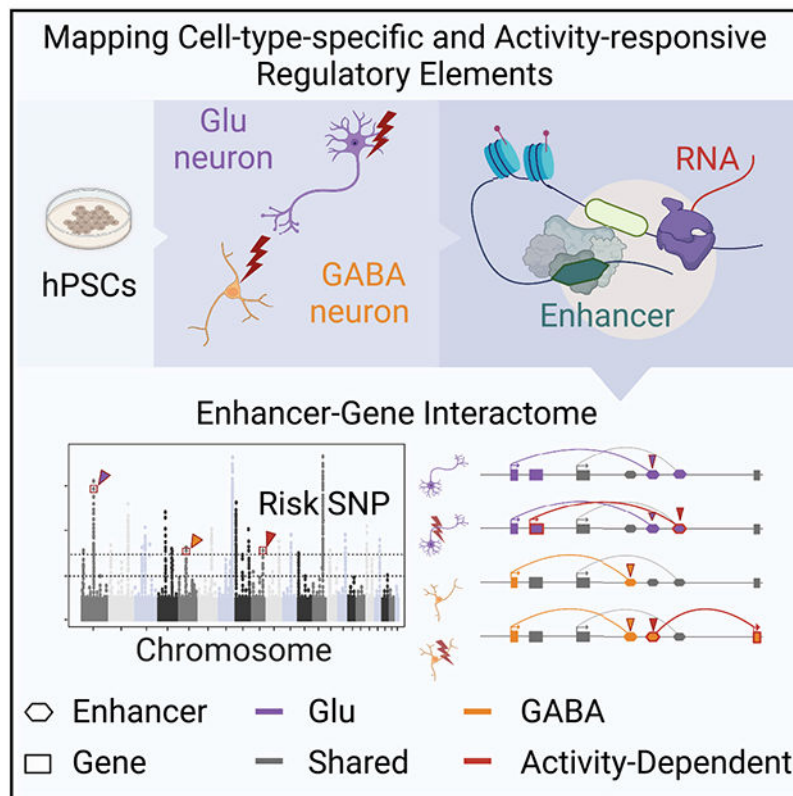 Mapping Cell-type-specific and Activity-responsive
Regulatory Elements
Glu
neuron
hPSCs
GABA
neuron
RNA
Enhancer
Enhancer-Gene Interactome
Risk SNP
Chromosome
Enhancer
Glu
GABA
Gene
Shared
Activity-Dependent